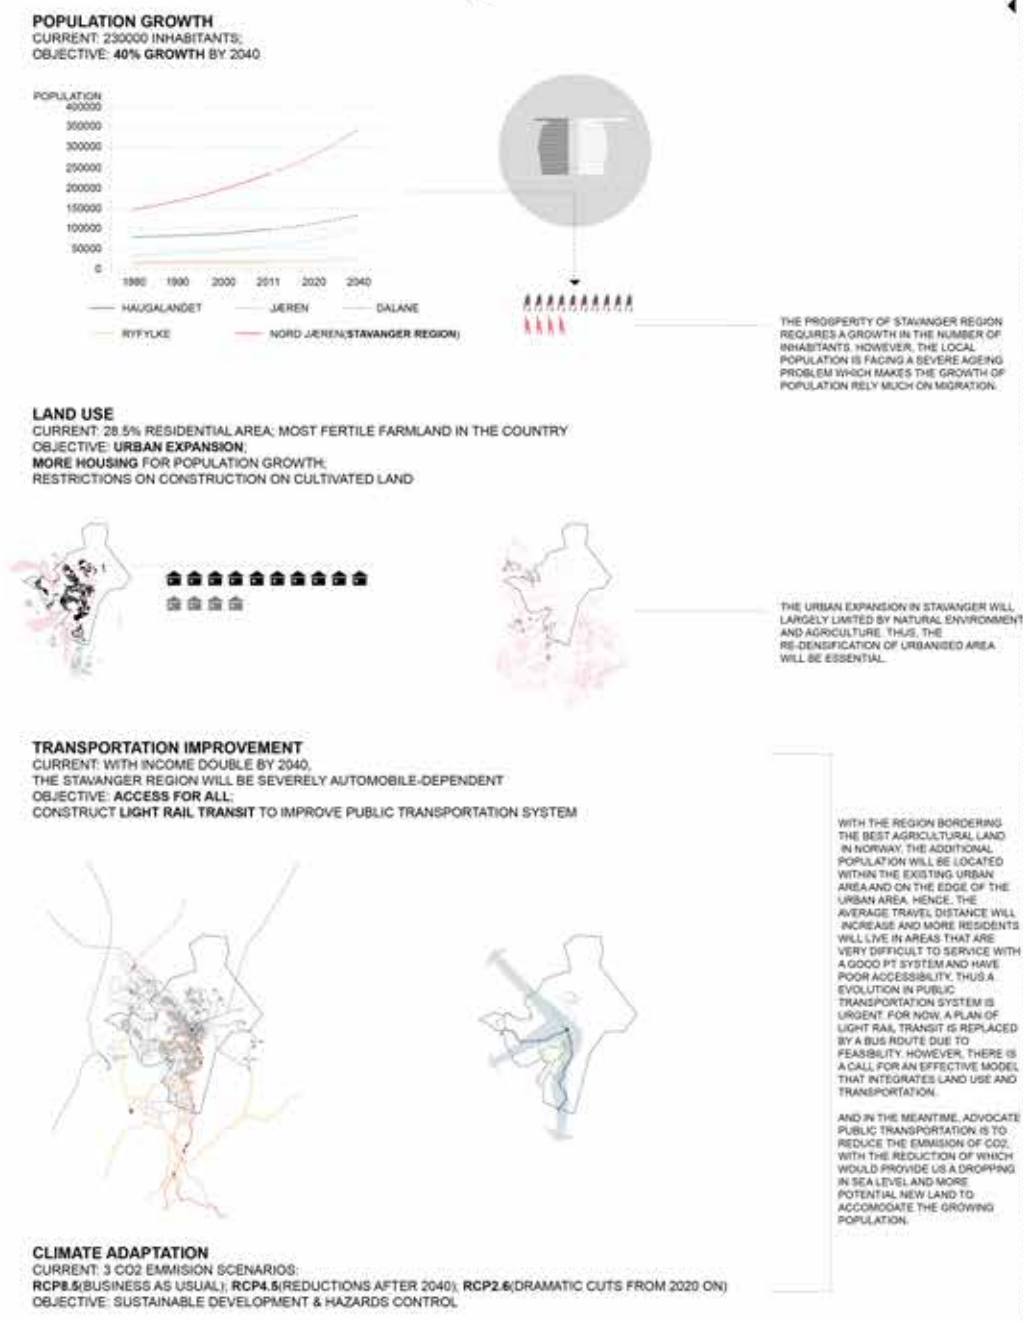 POPULATION GROWTH
CURRENT: 230000 INHABITANTS;
OBJECTIVE: 40% GROWTH BY 2040
POPULATION
400000
350000
300000
250000
200000
150000
100000
50000
0
1980 1990 2000 2011 2020 2040
HAUGALANDET JÆREN DALANE
RYFYLKE NORD JÆREN(STAVANGER REGION)
THE PROSPERITY OF STAVANGER REGION
REQUIRES A GROWTH IN THE NUMBER OF
INHABITANTS. HOWEVER, THE LOCAL
POPULATION IS FACING A SEVERE AGEING
PROBLEM WHICH MAKES THE GROWTH OF
POPULATION RELY MUCH ON MIGRATION.
LAND USE
CURRENT: 28.5% RESIDENTIAL AREA; MOST FERTILE FARMLAND IN THE COUNTRY
OBJECTIVE: URBAN EXPANSION;
MORE HOUSING FOR POPULATION GROWTH;
RESTRICTIONS ON CONSTRUCTION ON CULTIVATED LAND
THE URBAN EXPANSION IN STAVANGER WILL
LARGELY LIMITED BY NATURAL ENVIRONMENT
AND AGRICULTURE. THUS, THE
RE-DENSIFICATION OF URBANISED AREA
WILL BE ESSENTIAL.
TRANSPORTATION IMPROVEMENT
CURRENT: WITH INCOME DOUBLE BY 2040,
THE STAVANGER REGION WILL BE SEVERELY AUTOMOBILE-DEPENDENT
OBJECTIVE: ACCESS FOR ALL;
CONSTRUCT LIGHT RAIL TRANSIT TO IMPROVE PUBLIC TRANSPORTATION SYSTEM
WITH THE REGION BORDERING
THE BEST AGRICULTURAL LAND
IN NORWAY, THE ADDITIONAL
POPULATION WILL BE LOCATED
WITHIN THE EXISTING URBAN
AREA AND ON THE EDGE OF THE
URBAN AREA. HENCE, THE
AVERAGE TRAVEL DISTANCE WILL
INCREASE AND MORE RESIDENTS
WILL LIVE IN AREAS THAT ARE
VERY DIFFICULT TO SERVICE WITH
A GOOD PT SYSTEM AND HAVE
POOR ACCESSIBILITY, THUS A
EVOLUTION IN PUBLIC
TRANSPORTATION SYSTEM IS
URGENT. FOR NOW, A PLAN OF
LIGHT RAIL TRANSIT IS REPLACED
BY A BUS ROUTE DUE TO
FEASIBILITY. HOWEVER, THERE IS
A CALL FOR AN EFFECTIVE MODEL
THAT INTEGRATES LAND USE AND
TRANSPORTATION.
AND IN THE MEANTIME, ADVOCATE
PUBLIC TRANSPORTATION IS TO
REDUCE THE EMMISION OF CO2,
WITH THE REDUCTION OF WHICH
WOULD PROVIDE US A DROPPING
IN SEA LEVEL AND MORE
POTENTIAL NEW LAND TO
ACCOMODATE THE GROWING
POPULATION.
CLIMATE ADAPTATION
CURRENT: 3 CO2 EMMISION SCENARIOS:
RCP8.5(BUSINESS AS USUAL); RCP4.5(REDUCTIONS AFTER 2040); RCP2.6(DRAMATIC CUTS FROM 2020 ON)
OBJECTIVE: SUSTAINABLE DEVELOPMENT & HAZARDS CONTROL